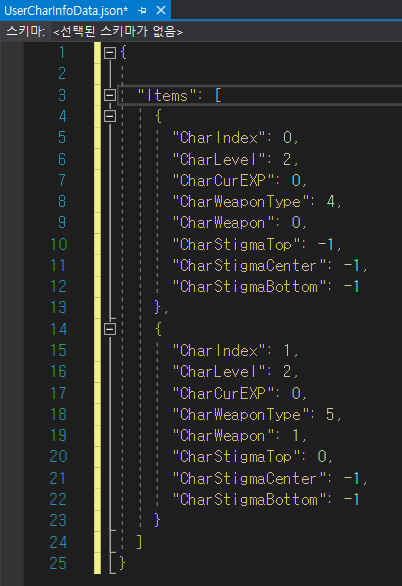 UserCharInfoData.json*
스키마: <선택된 스키마가 없음>
1 {
2
3 "Items": [
4 {
5 "CharIndex": 0,
6 "CharLevel": 2,
7 "CharCurEXP": 0,
8 "CharWeaponType": 4,
9 "CharWeapon": 0,
10 "CharStigmaTop": -1,
11 "CharStigmaCenter": -1,
12 "CharStigmaBottom": -1
13 },
14 {
15 "CharIndex": 1,
16 "CharLevel": 2,
17 "CharCurEXP": 0,
18 "CharWeaponType": 5,
19 "CharWeapon": 1,
20 "CharStigmaTop": 0,
21 "CharStigmaCenter": -1,
22 "CharStigmaBottom": -1
23 }
24 ]
25 }